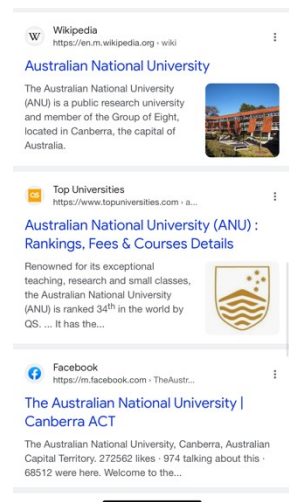 W Wikipedia
https://en.m.wikipedia.org › wiki
Australian National University
The Australian National University
(ANU) is a public research university
and member of the Group of Eight,
located in Canberra, the capital of
Australia.
QS Top Universities
https://www.topuniversities.com › a...
Australian National University (ANU) :
Rankings, Fees & Courses Details
Renowned for its exceptional
teaching, research and small classes,
the Australian National University
(ANU) is ranked 34th in the world by
QS. ... It has the...
Facebook
https://m.facebook.com › TheAustr...
The Australian National University |
Canberra ACT
The Australian National University, Canberra, Australian
Capital Territory. 272562 likes · 974 talking about this ·
68512 were here. Welcome to the...